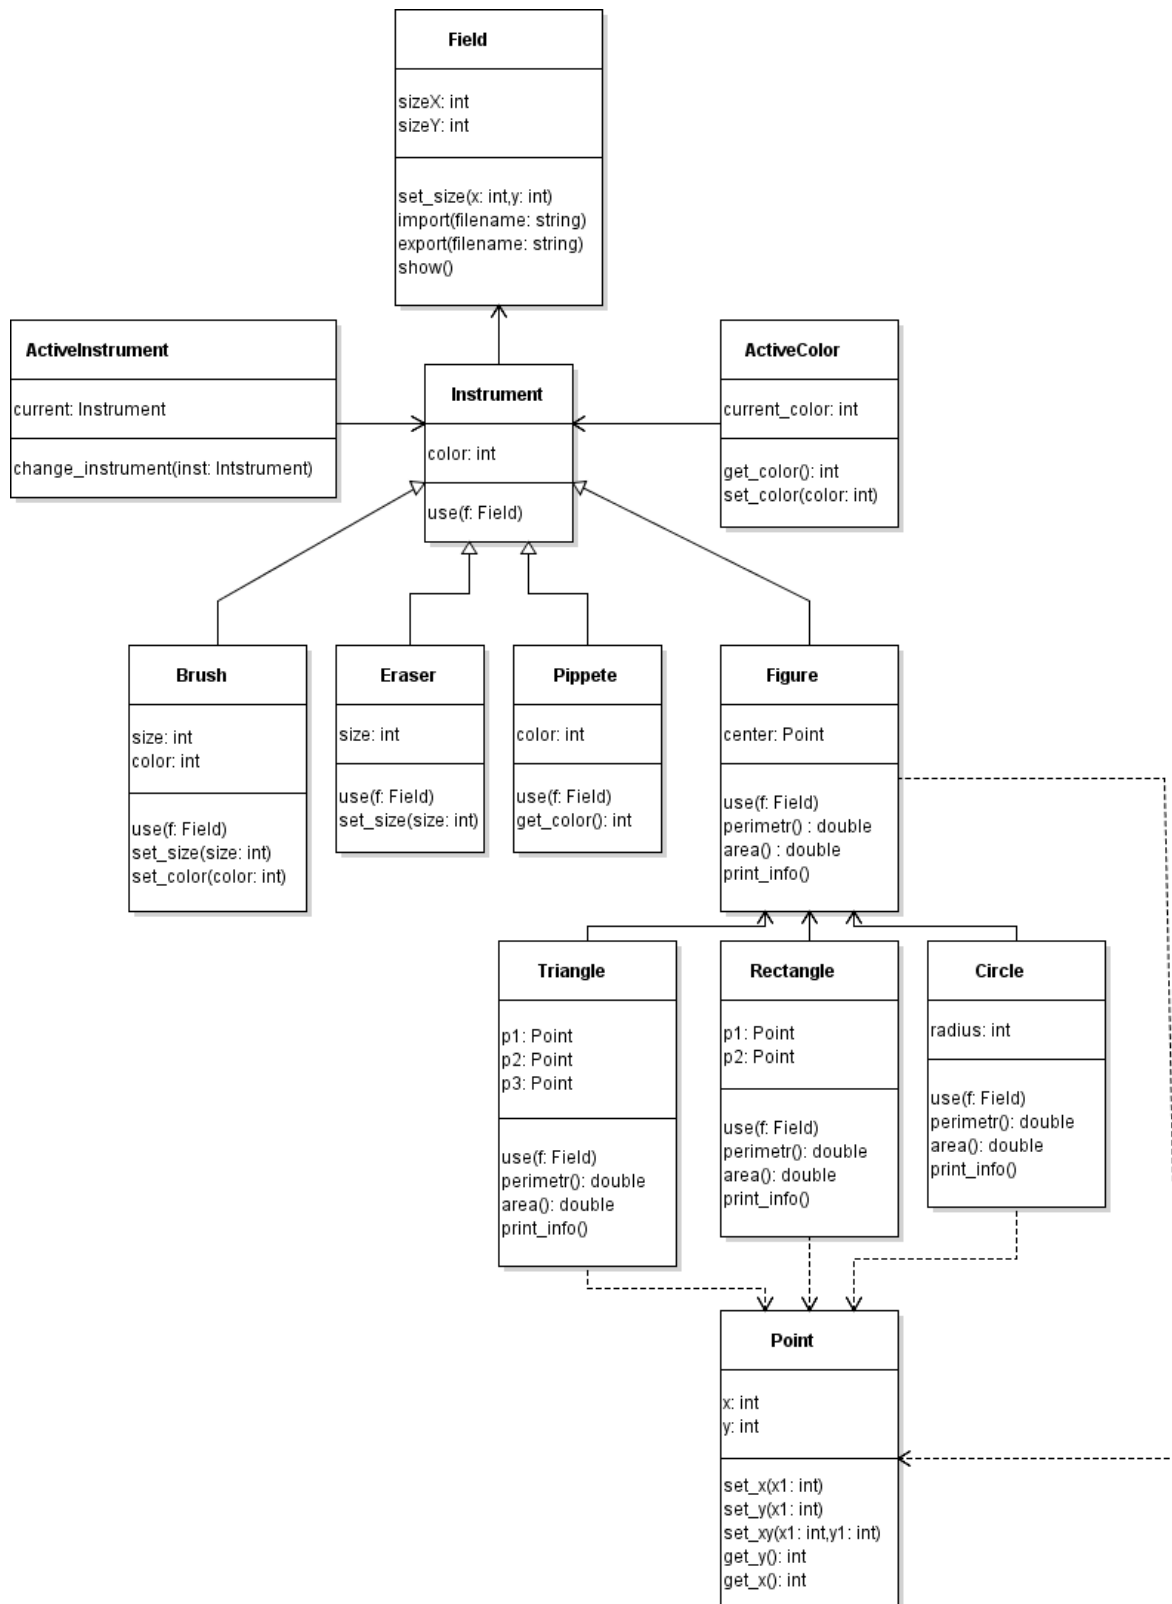 Field
sizeX: int
sizeY: int
set_size(x: int,y: int)
import(filename: string)
export(filename: string)
show()
ActiveInstrument
current: Instrument
change_instrument(inst: Intstrument)
Instrument
color: int
use(f: Field)
ActiveColor
current_color: int
get_color(): int
set_color(color: int)
Brush
size: int
color: int
use(f: Field)
set_size(size: int)
set_color(color: int)
Eraser
size: int
use(f: Field)
set_size(size: int)
Pippete
color: int
use(f: Field)
get_color(): int
Figure
center: Point
use(f: Field)
perimetr() : double
area() : double
print_info()
Triangle
p1: Point
p2: Point
p3: Point
use(f: Field)
perimetr(): double
area(): double
print_info()
Rectangle
p1: Point
p2: Point
use(f: Field)
perimetr(): double
area(): double
print_info()
Circle
radius: int
use(f: Field)
perimetr(): double
area(): double
print_info()
Point
x: int
y: int
set_x(x1: int)
set_y(x1: int)
set_xy(x1: int,y1: int)
get_y(): int
get_x(): int